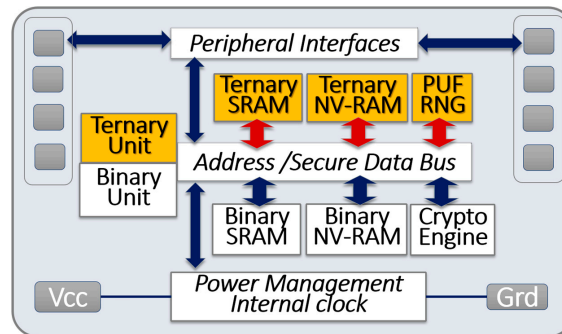 Peripheral Interfaces
Ternary
SRAM
Ternary
NV-RAM
PUF
RNG
Ternary
Unit
Binary
Unit
Address /Secure Data Bus
Binary
SRAM
Binary
NV-RAM
Crypto
Engine
Vcc
Power Management
Internal clock
Grd